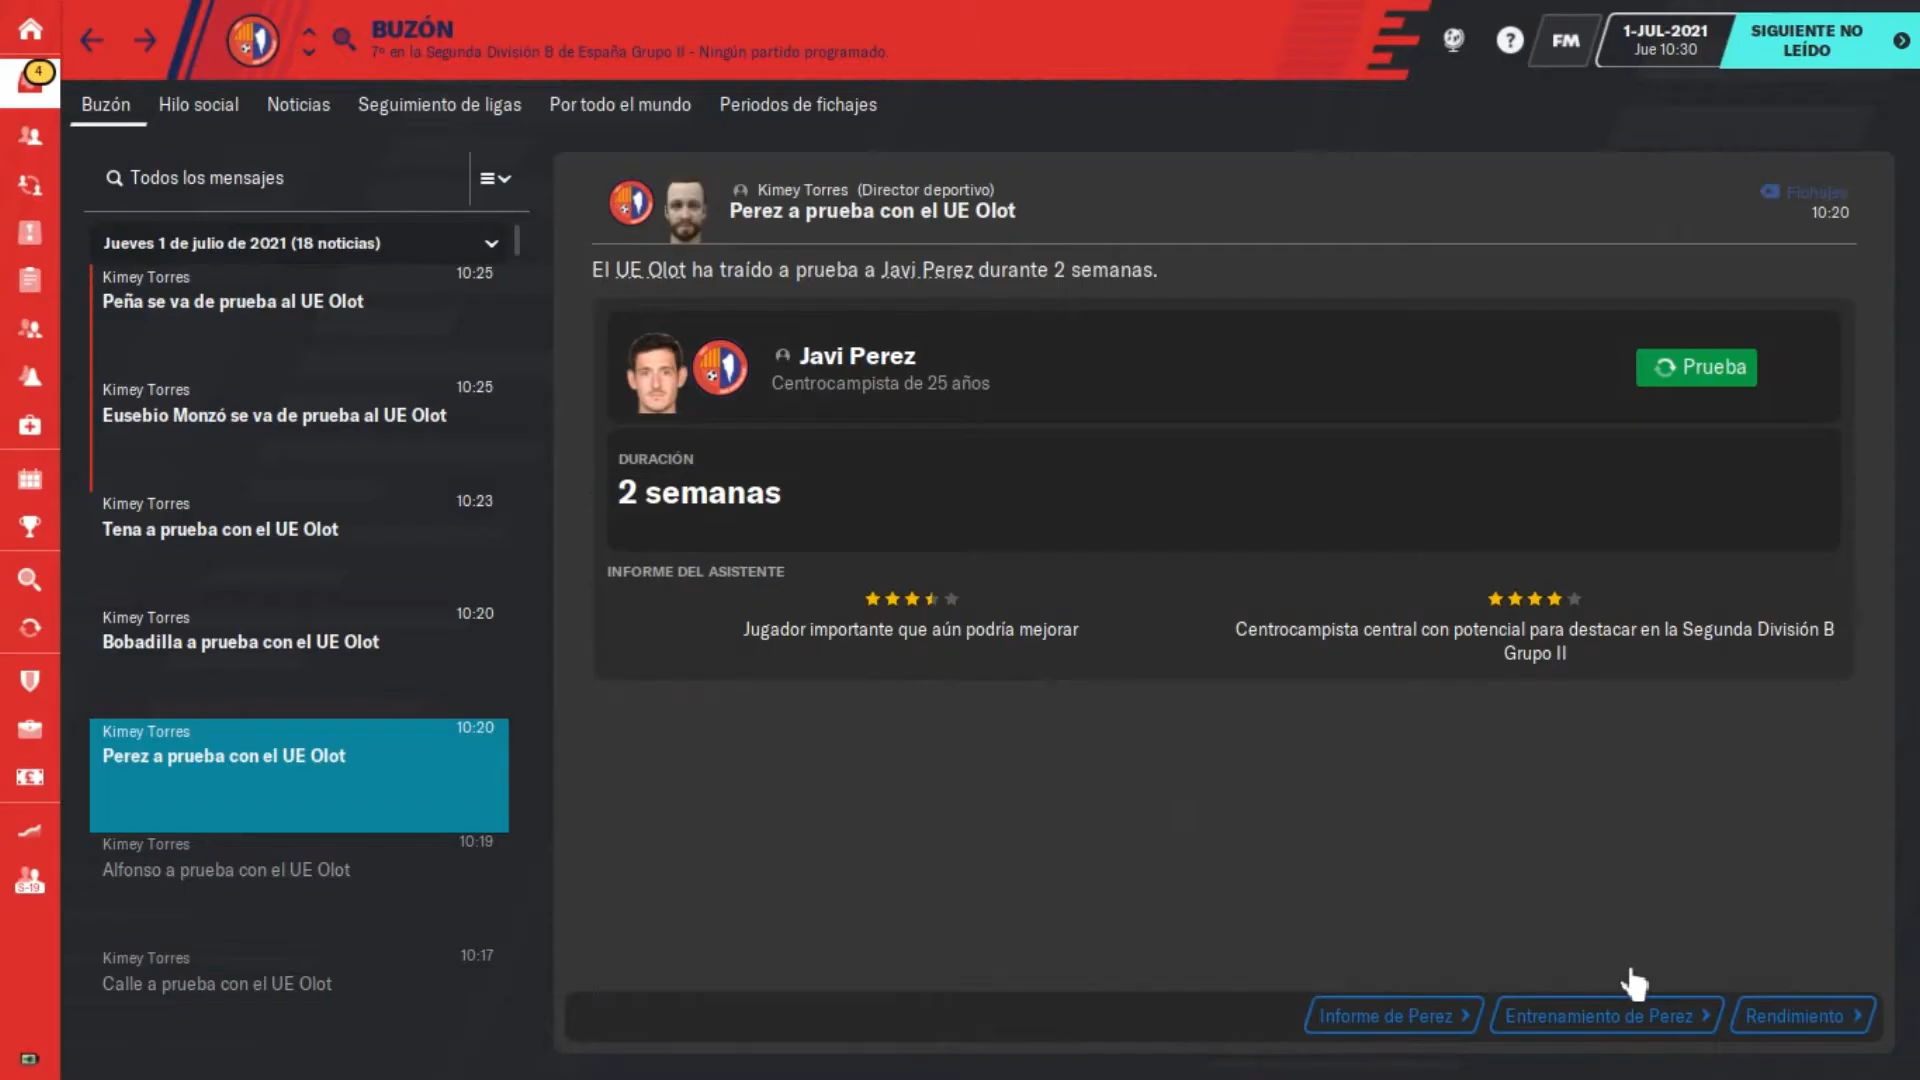 BUZÓN
7º en la Segunda División B de España Grupo II - Ningún partido programado.
FM
1-JUL-2021
Jue 10:30
SIGUIENTE NO LEÍDO
4
Buzón Hilo social Noticias Seguimiento de ligas Por todo el mundo Periodos de fichajes
Todos los mensajes
Jueves 1 de julio de 2021 (18 noticias)
Kimey Torres 10:25
Peña se va de prueba al UE Olot
Kimey Torres 10:25
Eusebio Monzó se va de prueba al UE Olot
Kimey Torres 10:23
Tena a prueba con el UE Olot
Kimey Torres 10:20
Bobadilla a prueba con el UE Olot
Kimey Torres 10:20
Perez a prueba con el UE Olot
Kimey Torres 10:19
Alfonso a prueba con el UE Olot
Kimey Torres 10:17
Calle a prueba con el UE Olot
S-19
Kimey Torres (Director deportivo)
Perez a prueba con el UE Olot
Fichajes
10:20
El UE Olot ha traído a prueba a Javi Perez durante 2 semanas.
Javi Perez
Centrocampista de 25 años
Prueba
DURACIÓN
2 semanas
INFORME DEL ASISTENTE
Jugador importante que aún podría mejorar
Centrocampista central con potencial para destacar en la Segunda División B
Grupo II
Informe de Perez
Entrenamiento de Perez
Rendimiento